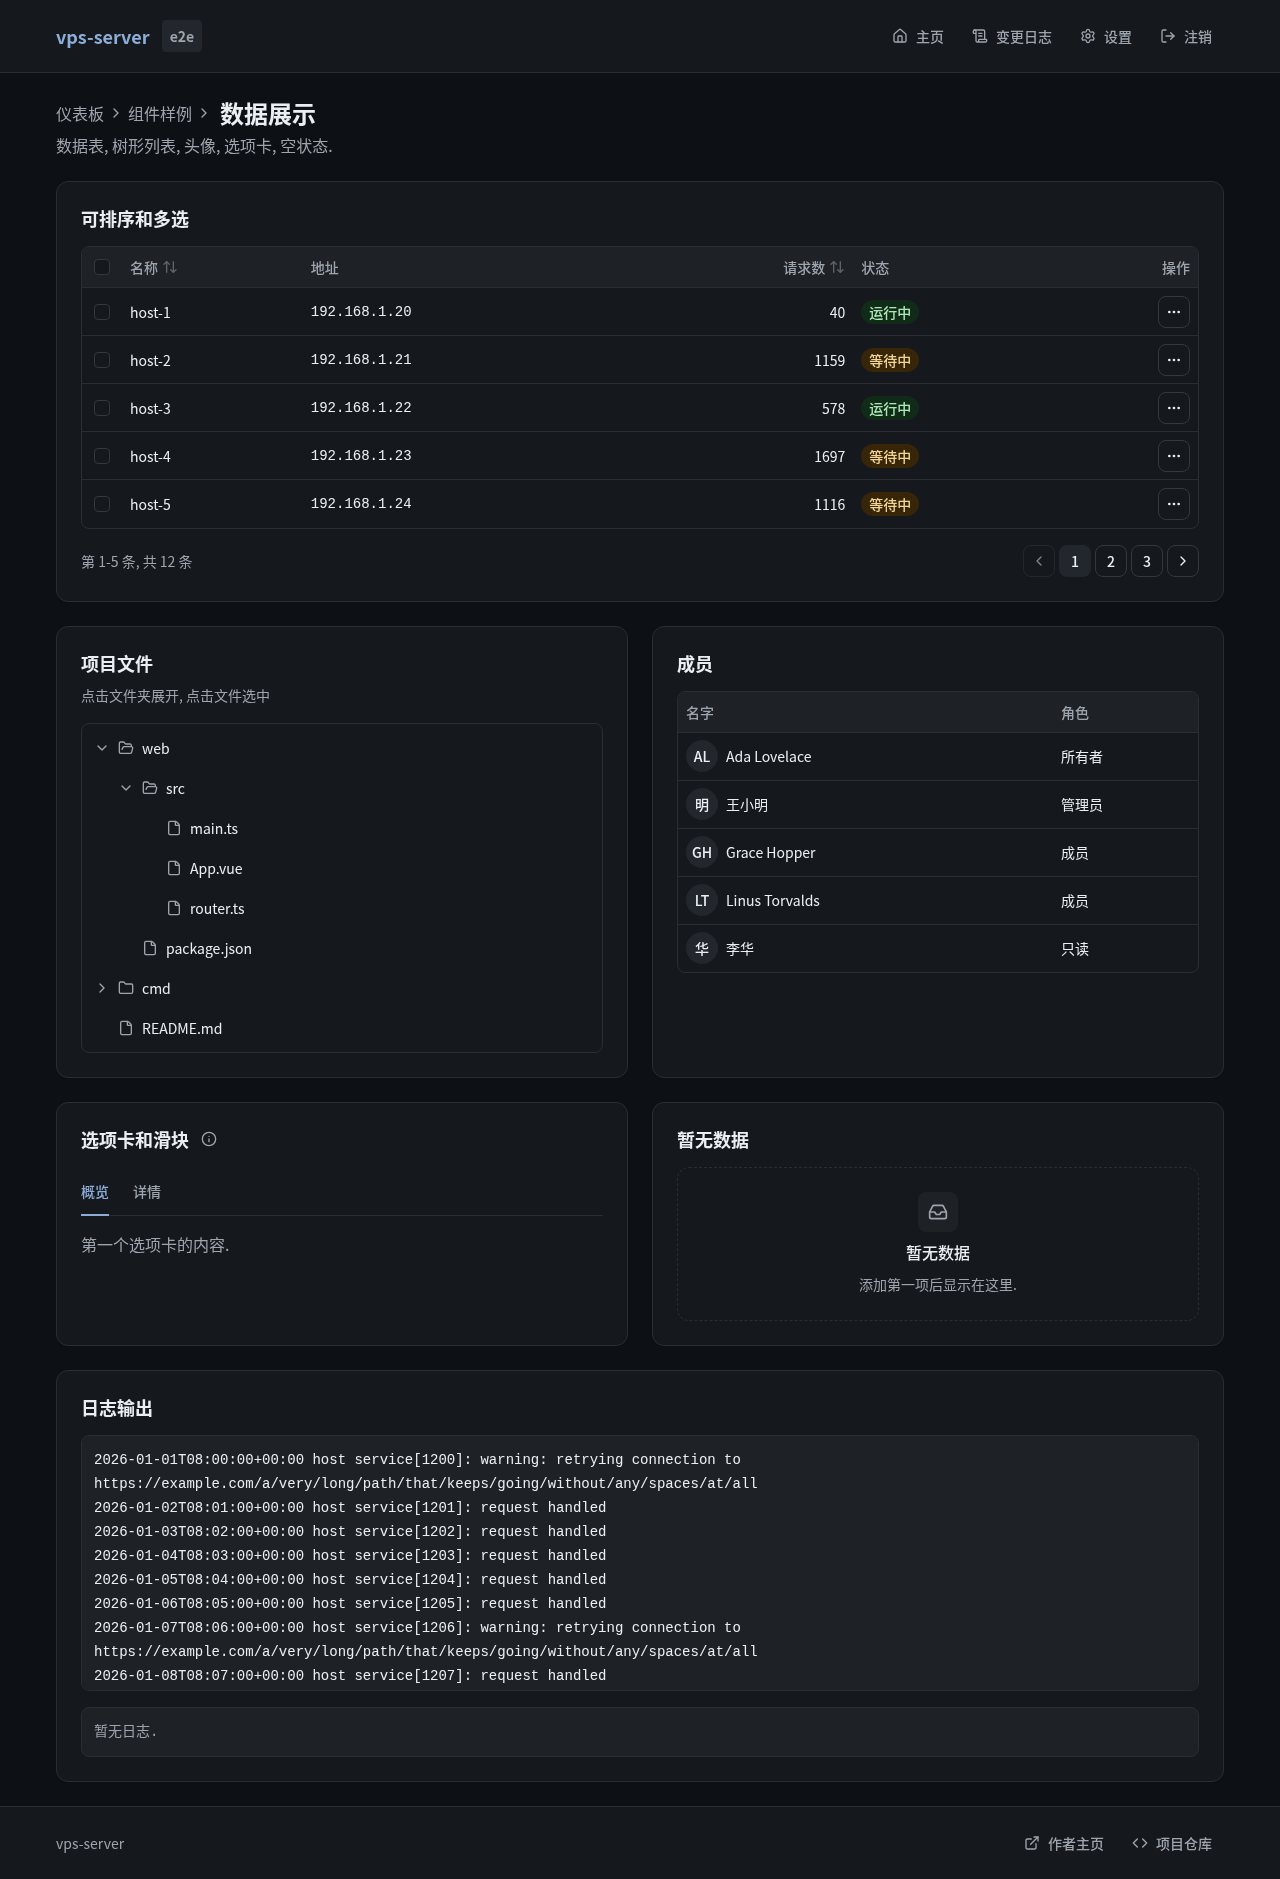 vps-server e2e 主页 变更日志 设置 注销
仪表板 组件样例 数据展示
数据表, 树形列表, 头像, 选项卡, 空状态.
可排序和多选
名称 地址 请求数 状态 操作
host-1 192.168.1.20 40 运行中
host-2 192.168.1.21 1159 等待中
host-3 192.168.1.22 578 运行中
host-4 192.168.1.23 1697 等待中
host-5 192.168.1.24 1116 等待中
第 1-5 条, 共 12 条 1 2 3
项目文件
点击文件夹展开, 点击文件选中
web
src
main.ts
App.vue
router.ts
package.json
cmd
README.md
成员
名字 角色
AL Ada Lovelace 所有者
明 王小明 管理员
GH Grace Hopper 成员
LT Linus Torvalds 成员
华 李华 只读
选项卡和滑块
概览 详情
第一个选项卡的内容.
暂无数据
暂无数据
添加第一项后显示在这里.
日志输出
2026-01-01T08:00:00+00:00 host service[1200]: warning: retrying connection to
https://example.com/a/very/long/path/that/keeps/going/without/any/spaces/at/all
2026-01-02T08:01:00+00:00 host service[1201]: request handled
2026-01-03T08:02:00+00:00 host service[1202]: request handled
2026-01-04T08:03:00+00:00 host service[1203]: request handled
2026-01-05T08:04:00+00:00 host service[1204]: request handled
2026-01-06T08:05:00+00:00 host service[1205]: request handled
2026-01-07T08:06:00+00:00 host service[1206]: warning: retrying connection to
https://example.com/a/very/long/path/that/keeps/going/without/any/spaces/at/all
2026-01-08T08:07:00+00:00 host service[1207]: request handled
暂无日志.
vps-server 作者主页 项目仓库